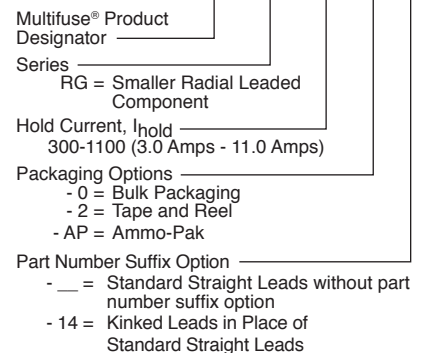 Multifuse® Product
Designator
Series
RG = Smaller Radial Leaded
Component
Hold Current, Ihold
300-1100 (3.0 Amps - 11.0 Amps)
Packaging Options
- 0 = Bulk Packaging
- 2 = Tape and Reel
- AP = Ammo-Pak
Part Number Suffix Option
- __ = Standard Straight Leads without part
number suffix option
- 14 = Kinked Leads in Place of
Standard Straight Leads